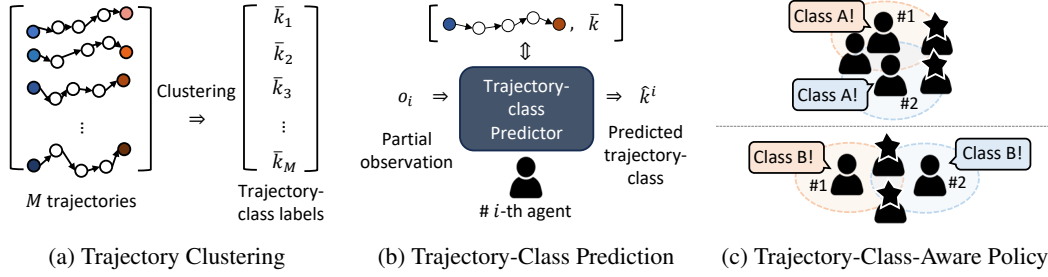 M trajectories
Clustering
⇒
k̄₁
k̄₂
k̄₃
⋮
k̄_M
Trajectory-
class labels
(a) Trajectory Clustering
, k̄
⇕
oᵢ ⇒
Partial
observation
Trajectory-
class
Predictor
⇒ k̂ⁱ
Predicted
trajectory-
class
# i-th agent
(b) Trajectory-Class Prediction
Class A!
#1
Class A!
#2
Class B!
#1
Class B!
#2
(c) Trajectory-Class-Aware Policy